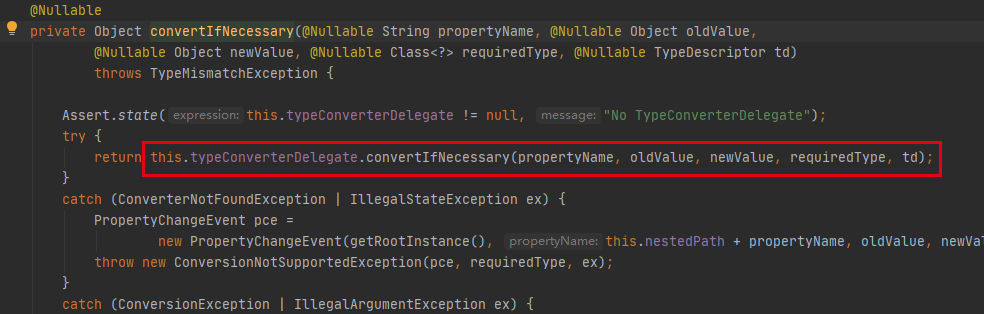 @Nullable
private Object convertIfNecessary(@Nullable String propertyName, @Nullable Object oldValue,
@Nullable Object newValue, @Nullable Class<?> requiredType, @Nullable TypeDescriptor td)
throws TypeMismatchException {
Assert.state( expression: this.typeConverterDelegate != null, message: "No TypeConverterDelegate");
try {
return this.typeConverterDelegate.convertIfNecessary(propertyName, oldValue, newValue, requiredType, td);
}
catch (ConverterNotFoundException | IllegalStateException ex) {
PropertyChangeEvent pce =
new PropertyChangeEvent(getRootInstance(), propertyName: this.nestedPath + propertyName, oldValue, newVal
throw new ConversionNotSupportedException(pce, requiredType, ex);
}
catch (ConversionException | IllegalArgumentException ex) {